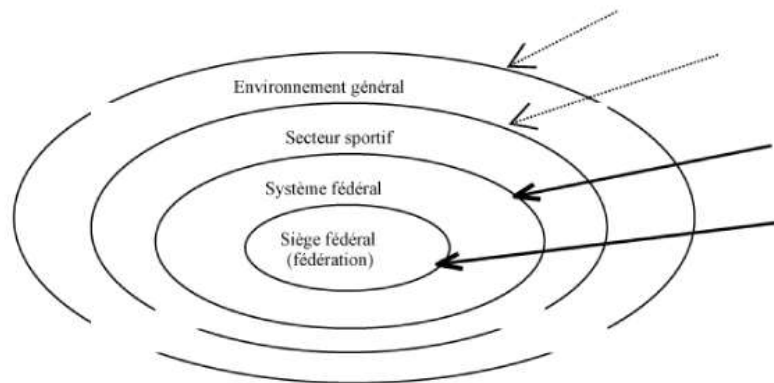 Environnement général
Secteur sportif
Système fédéral
Siège fédéral
(fédération)